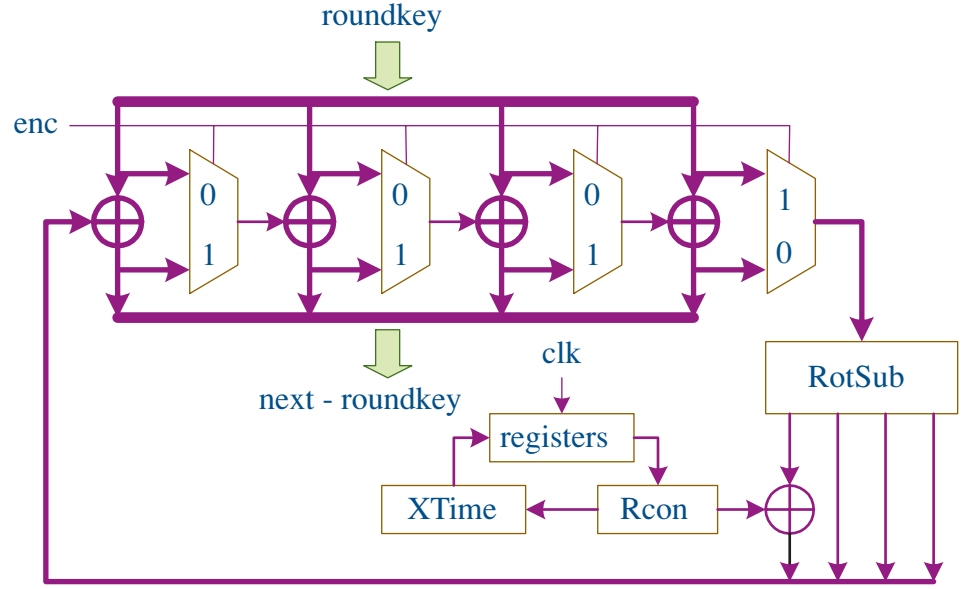 roundkey
enc
0 0 0 1
1 1 1 0
RotSub
clk
next - roundkey
registers
XTime Rcon